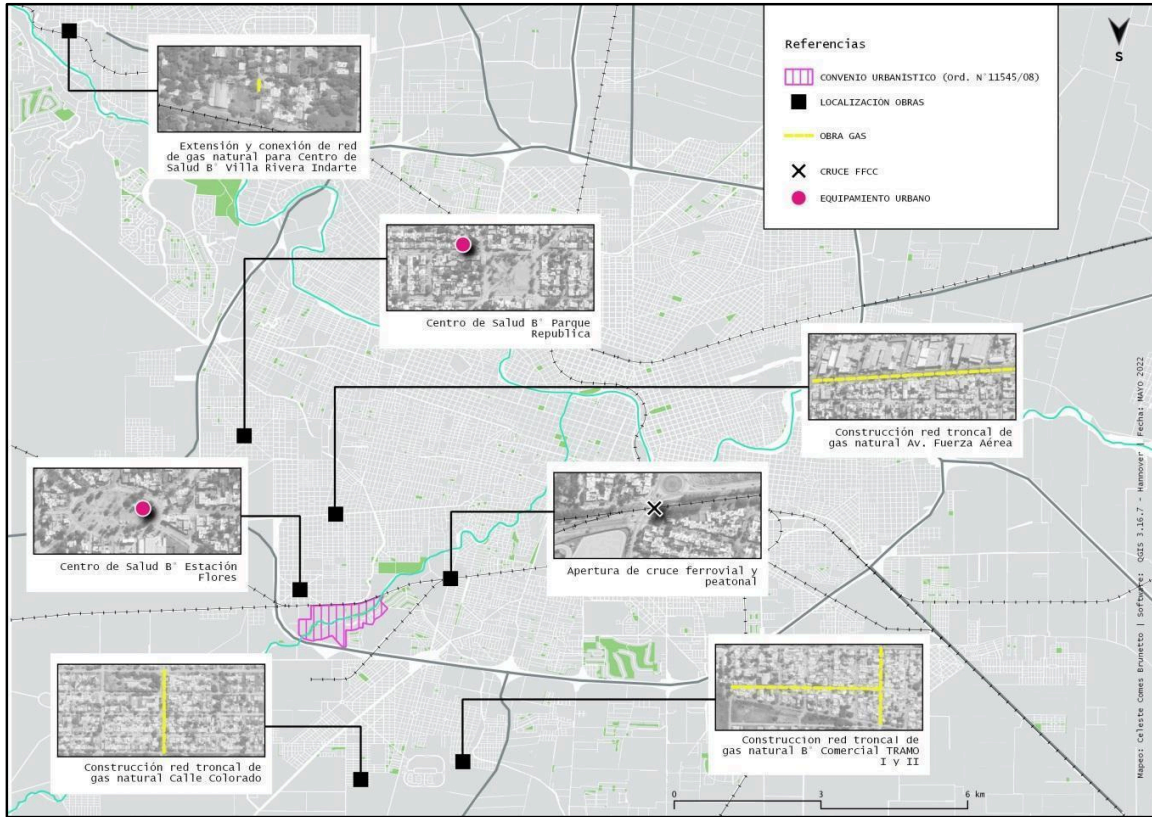 Referencias
CONVENIO URBANÍSTICO (Ord. N°11545/08)
LOCALIZACIÓN OBRAS
OBRA GAS
CRUCE FFCC
EQUIPAMIENTO URBANO
S
Extensión y conexión de red
de gas natural para Centro de
Salud B° Villa Rivera Indarte
Centro de Salud B° Parque
Republica
Construcción red troncal de
gas natural Av. Fuerza Aérea
Centro de Salud B° Estación
Flores
Apertura de cruce ferrovial y
peatonal
Construcción red troncal de
gas natural Calle Colorado
Construcción red troncal de
gas natural B° Comercial TRAMO
I y II
0 3 6 km
Mapeo: Celeste Comes Brunetto | Software: QGIS 3.16.7 - Hannover | Fecha: MAYO 2022